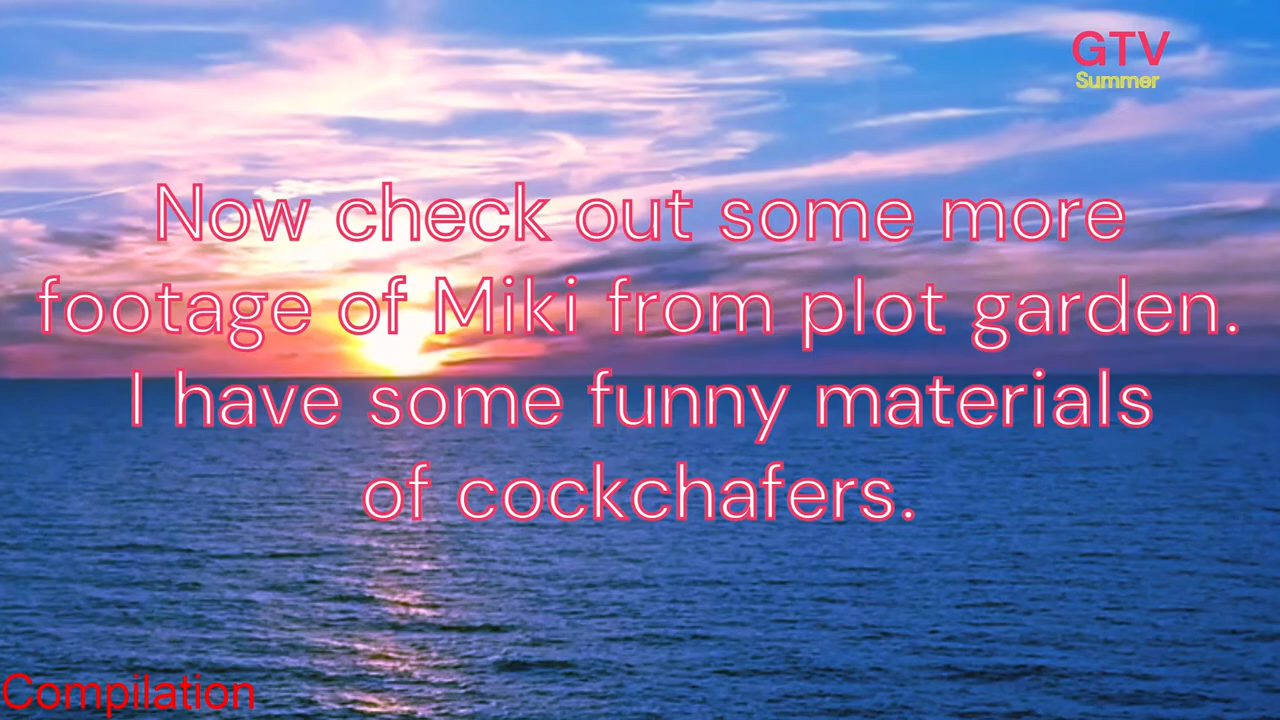 GTV
Summer
Now check out some more
footage of Miki from plot garden.
I have some funny materials
of cockchafers.
Compilation